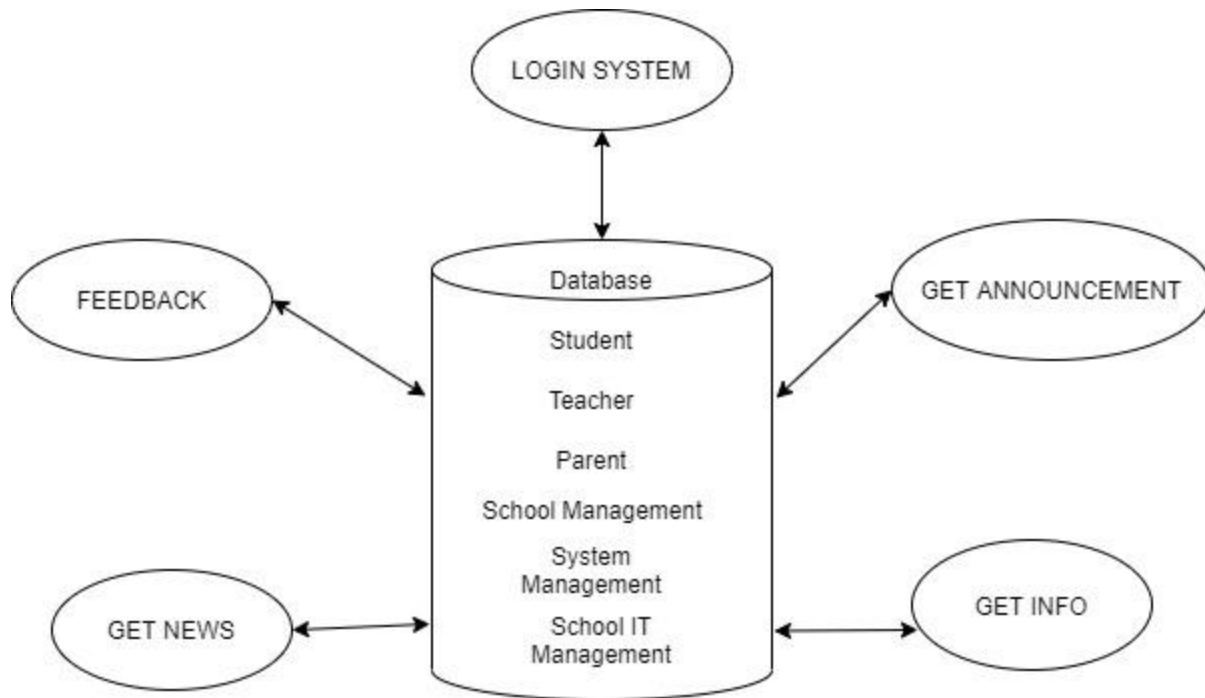 LOGIN SYSTEM
FEEDBACK
GET ANNOUNCEMENT
Database
Student
Teacher
Parent
School Management
System
Management
School IT
Management
GET NEWS
GET INFO